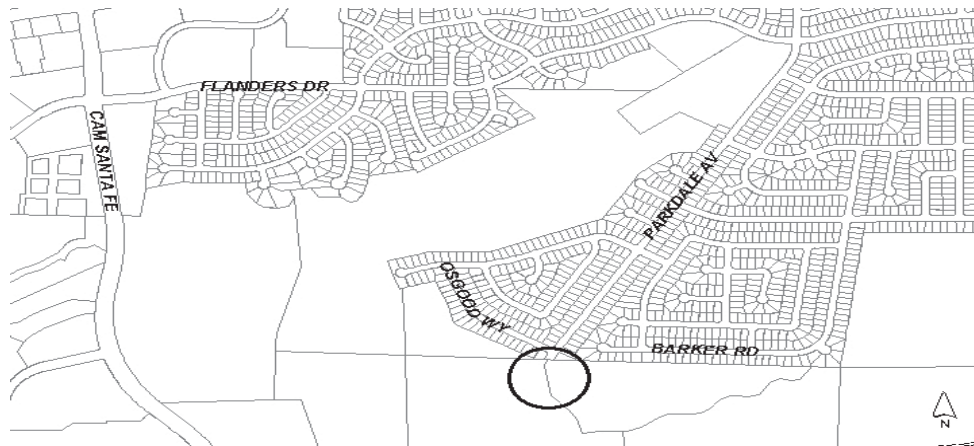 FLANDERS DR
CAM SANTA FE
PARKDALE AV
OSGOOD WY
BARKER RD
N